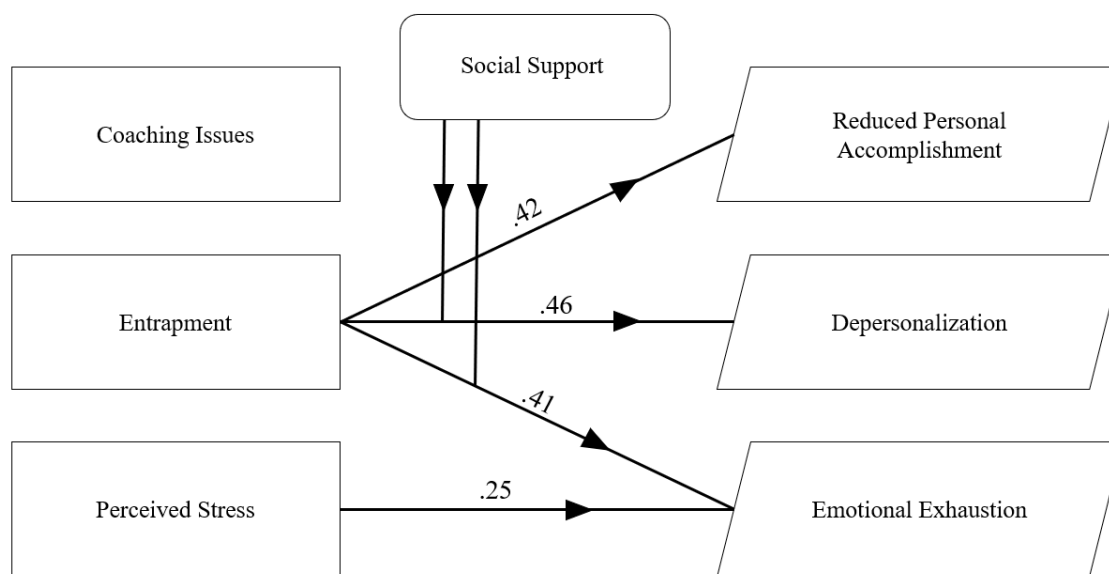 Social Support
Coaching Issues
Reduced Personal
Accomplishment
.42
Entrapment
.46
Depersonalization
.41
Perceived Stress
.25
Emotional Exhaustion